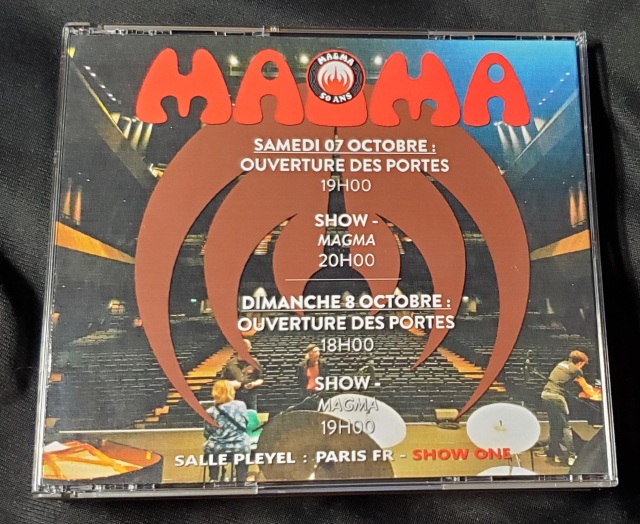 MAGMA
MAGMA
50 ANS
SAMEDI 07 OCTOBRE :
OUVERTURE DES PORTES
19H00
SHOW -
MAGMA
20H00
DIMANCHE 8 OCTOBRE :
OUVERTURE DES PORTES
18H00
SHOW -
MAGMA
19H00
SALLE PLEYEL : PARIS FR - SHOW ONE